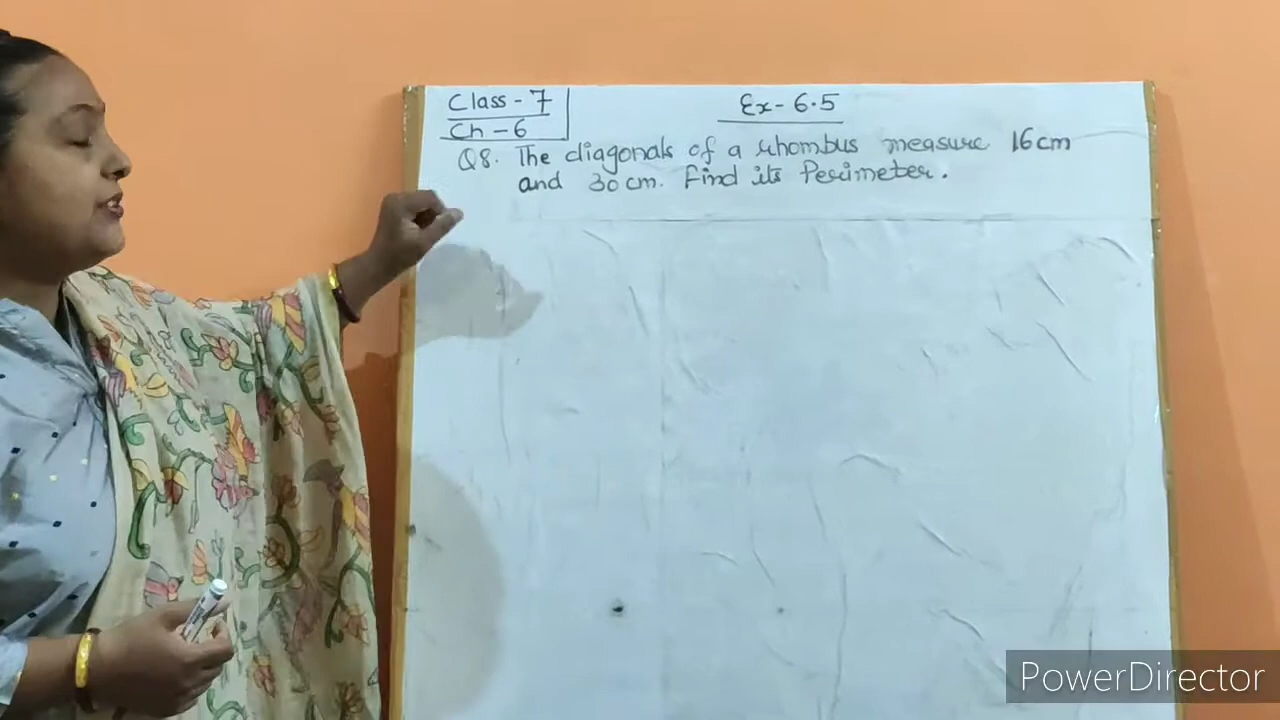 Class - 7
Ch - 6
Ex - 6.5
Q8. The diagonals of a rhombus measure 16 cm
and 30 cm. Find its Perimeter.
PowerDirector